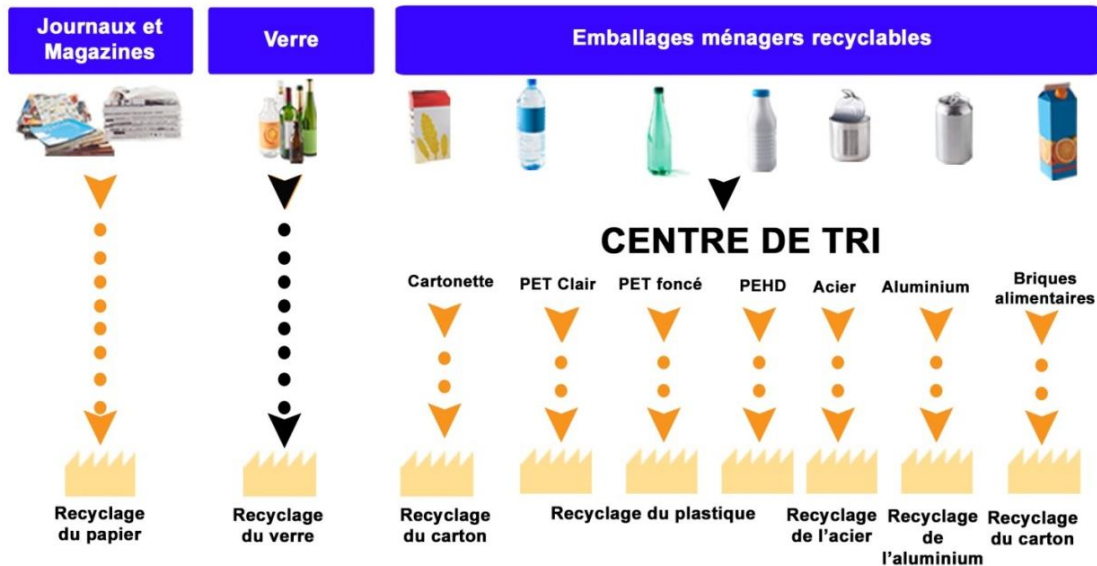 Journaux et
Magazines
Verre
Emballages ménagers recyclables
CENTRE DE TRI
Cartonette
PET Clair
PET foncé
PEHD
Acier
Aluminium
Briques
alimentaires
Recyclage
du papier
Recyclage
du verre
Recyclage
du carton
Recyclage du plastique
Recyclage
de l'acier
Recyclage
de
l'aluminium
Recyclage
du carton